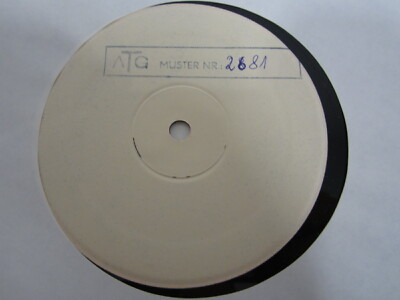 ATG MUSTER NR.: 2681